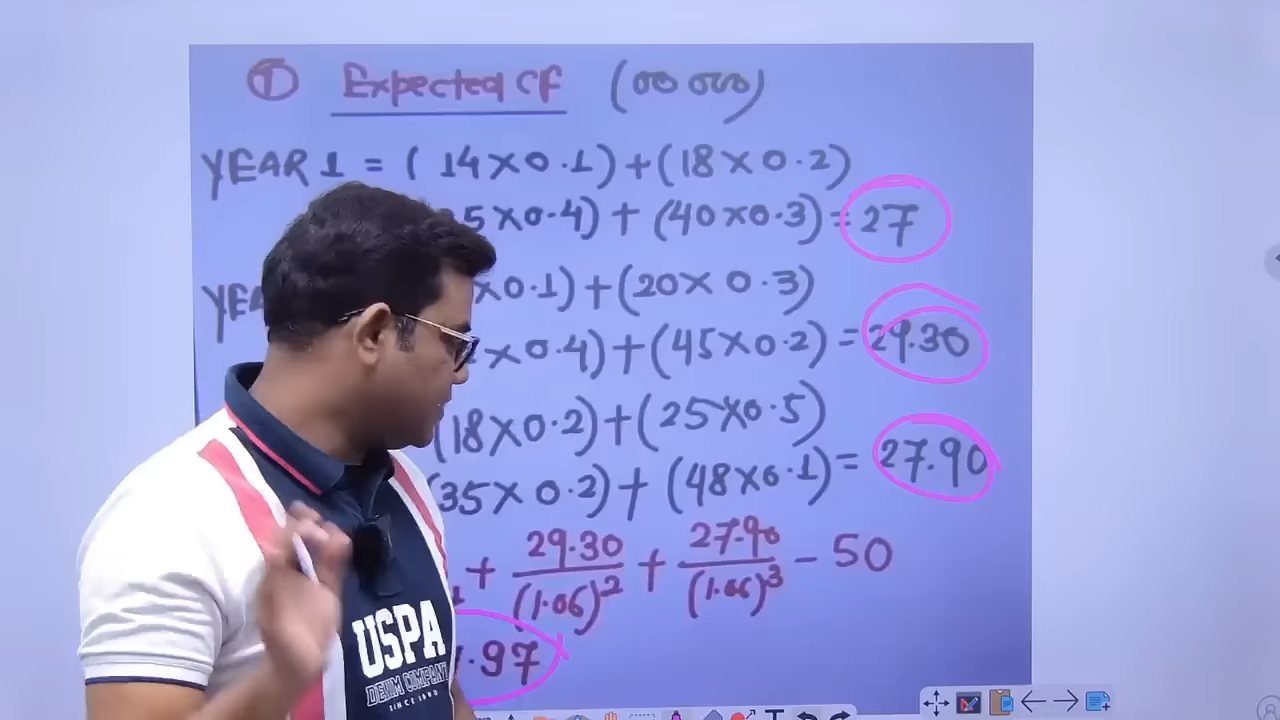 ① Expected CF (00 000)
YEAR 1 = (14×0.1)+(18×0.2)
5×0.4) + (40×0.3) = 27
×0.1)+(20×0.3)
×0.4)+(45×0.2) = 29.30
(18×0.2)+(25×0.5)
(35×0.2)+(48×0.1) = 27.90
+ 29.30/(1.06)² + 27.90/(1.06)³ - 50
.97
USPA
DENIM COMPANY
SINCE 1890